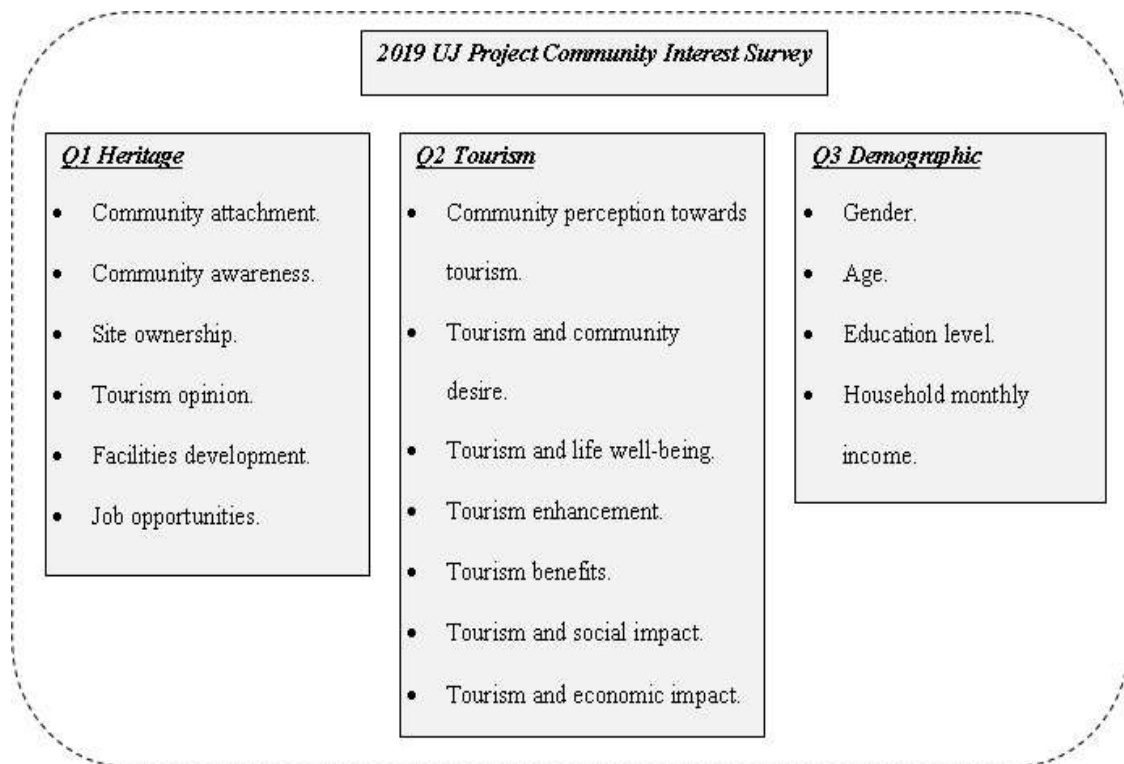 2019 UJ Project Community Interest Survey
Q1 Heritage
• Community attachment.
• Community awareness.
• Site ownership.
• Tourism opinion.
• Facilities development.
• Job opportunities.
Q2 Tourism
• Community perception towards
tourism.
• Tourism and community
desire.
• Tourism and life well-being.
• Tourism enhancement.
• Tourism benefits.
• Tourism and social impact.
• Tourism and economic impact.
Q3 Demographic
• Gender.
• Age.
• Education level.
• Household monthly
income.